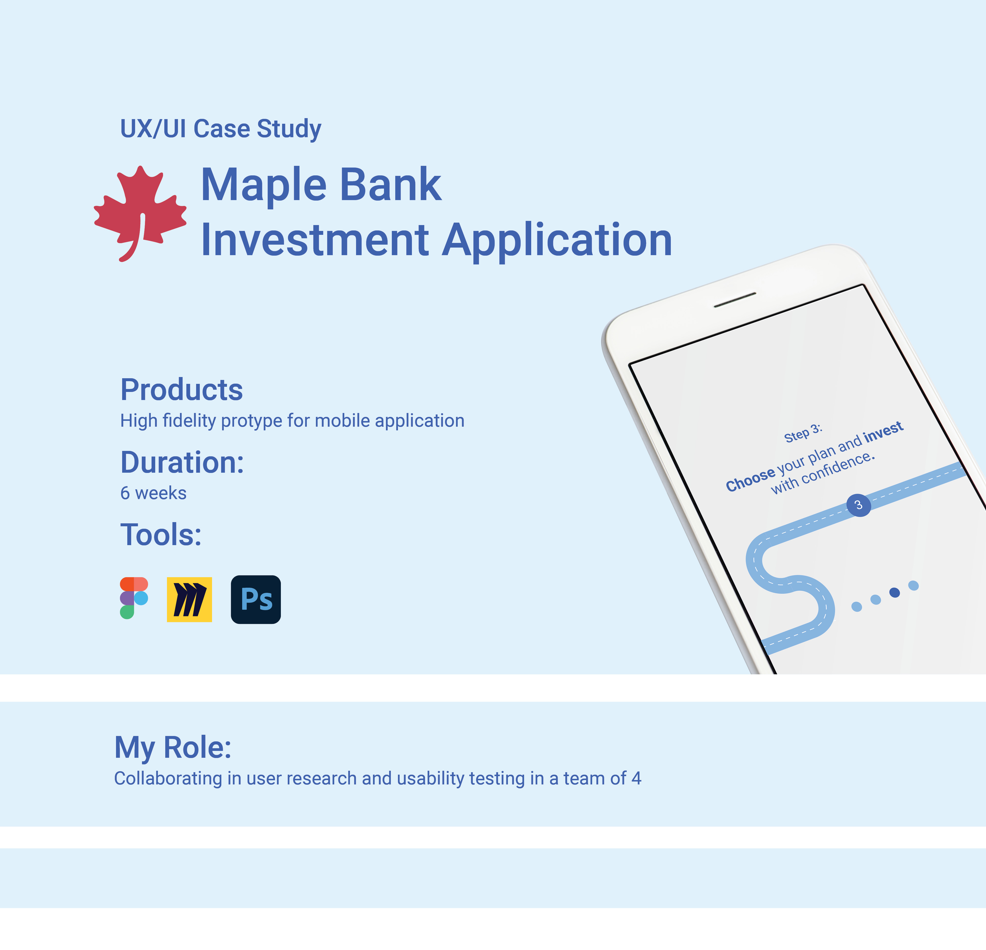 UX/UI Case Study
Maple Bank
Investment Application
Products
High fidelity protype for mobile application
Duration:
6 weeks
Tools:
Ps
Step 3:
Choose your plan and invest
with confidence.
3
My Role:
Collaborating in user research and usability testing in a team of 4